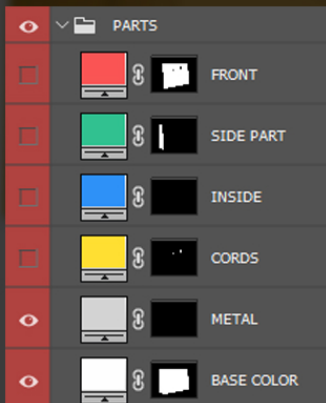 PARTS
FRONT
SIDE PART
INSIDE
CORDS
METAL
BASE COLOR